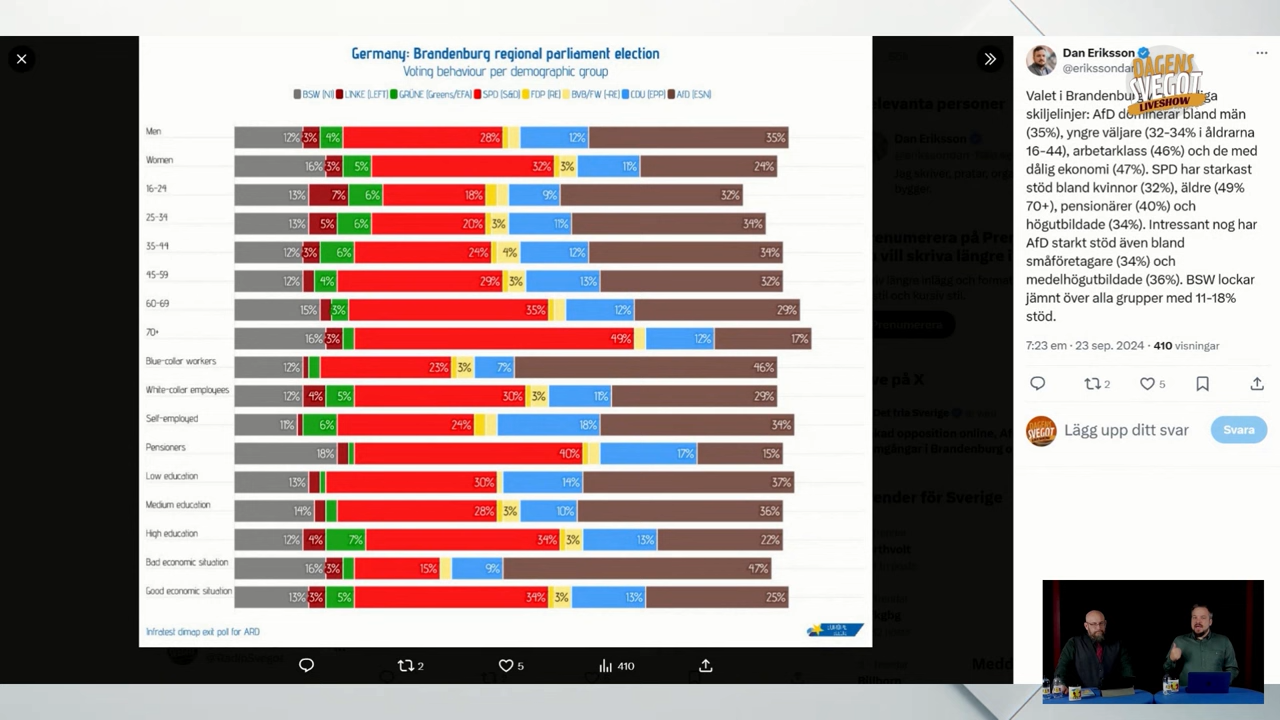 Germany: Brandenburg regional parliament election
Voting behaviour per demographic group
BSW (NI) LINKE (LEFT) GRÜNE (Greens/EFA) SPD (S&D) FDP (RE) BVB/FW (→RE) CDU (EPP) AfD (ESN)
Men 12% 3% 4% 28% 12% 35%
Women 16% 3% 5% 32% 3% 11% 24%
16-24 13% 7% 6% 18% 9% 32%
25-34 13% 5% 6% 20% 3% 11% 34%
35-44 12% 3% 6% 24% 4% 12% 34%
45-59 12% 4% 29% 3% 13% 32%
60-69 15% 3% 35% 12% 29%
70+ 16% 3% 49% 12% 17%
Blue-collar workers 12% 23% 3% 7% 46%
White-collar employees 12% 4% 5% 30% 3% 11% 29%
Self-employed 11% 6% 24% 18% 34%
Pensioners 18% 40% 17% 15%
Low education 13% 30% 14% 37%
Medium education 14% 28% 3% 10% 36%
High education 12% 4% 7% 34% 3% 13% 22%
Bad economic situation 16% 3% 15% 9% 47%
Good economic situation 13% 3% 5% 34% 3% 13% 25%
Infratest dimap exit poll for ARD
EUROPE ELECTS
2 5 410
levanta personer
Dan Eriksson
Dan Eriksson
@erikssondan
DAGENS
SVEGOT
LIVESHOW
Valet i Brandenbu
skiljelinjer: AfD dominerar bland män
(35%), yngre väljare (32-34% i åldrarna
16-44), arbetarklass (46%) och de med
dålig ekonomi (47%). SPD har starkast
stöd bland kvinnor (32%), äldre (49%
70+), pensionärer (40%) och
högutbildade (34%). Intressant nog har
AfD starkt stöd även bland
småföretagare (34%) och
medelhögutbildade (36%). BSW lockar
jämnt över alla grupper med 11-18%
stöd.
7:23 em · 23 sep. 2024 · 410 visningar
2 5
DAGENS
SVEGOT
Lägg upp ditt svar
Svara